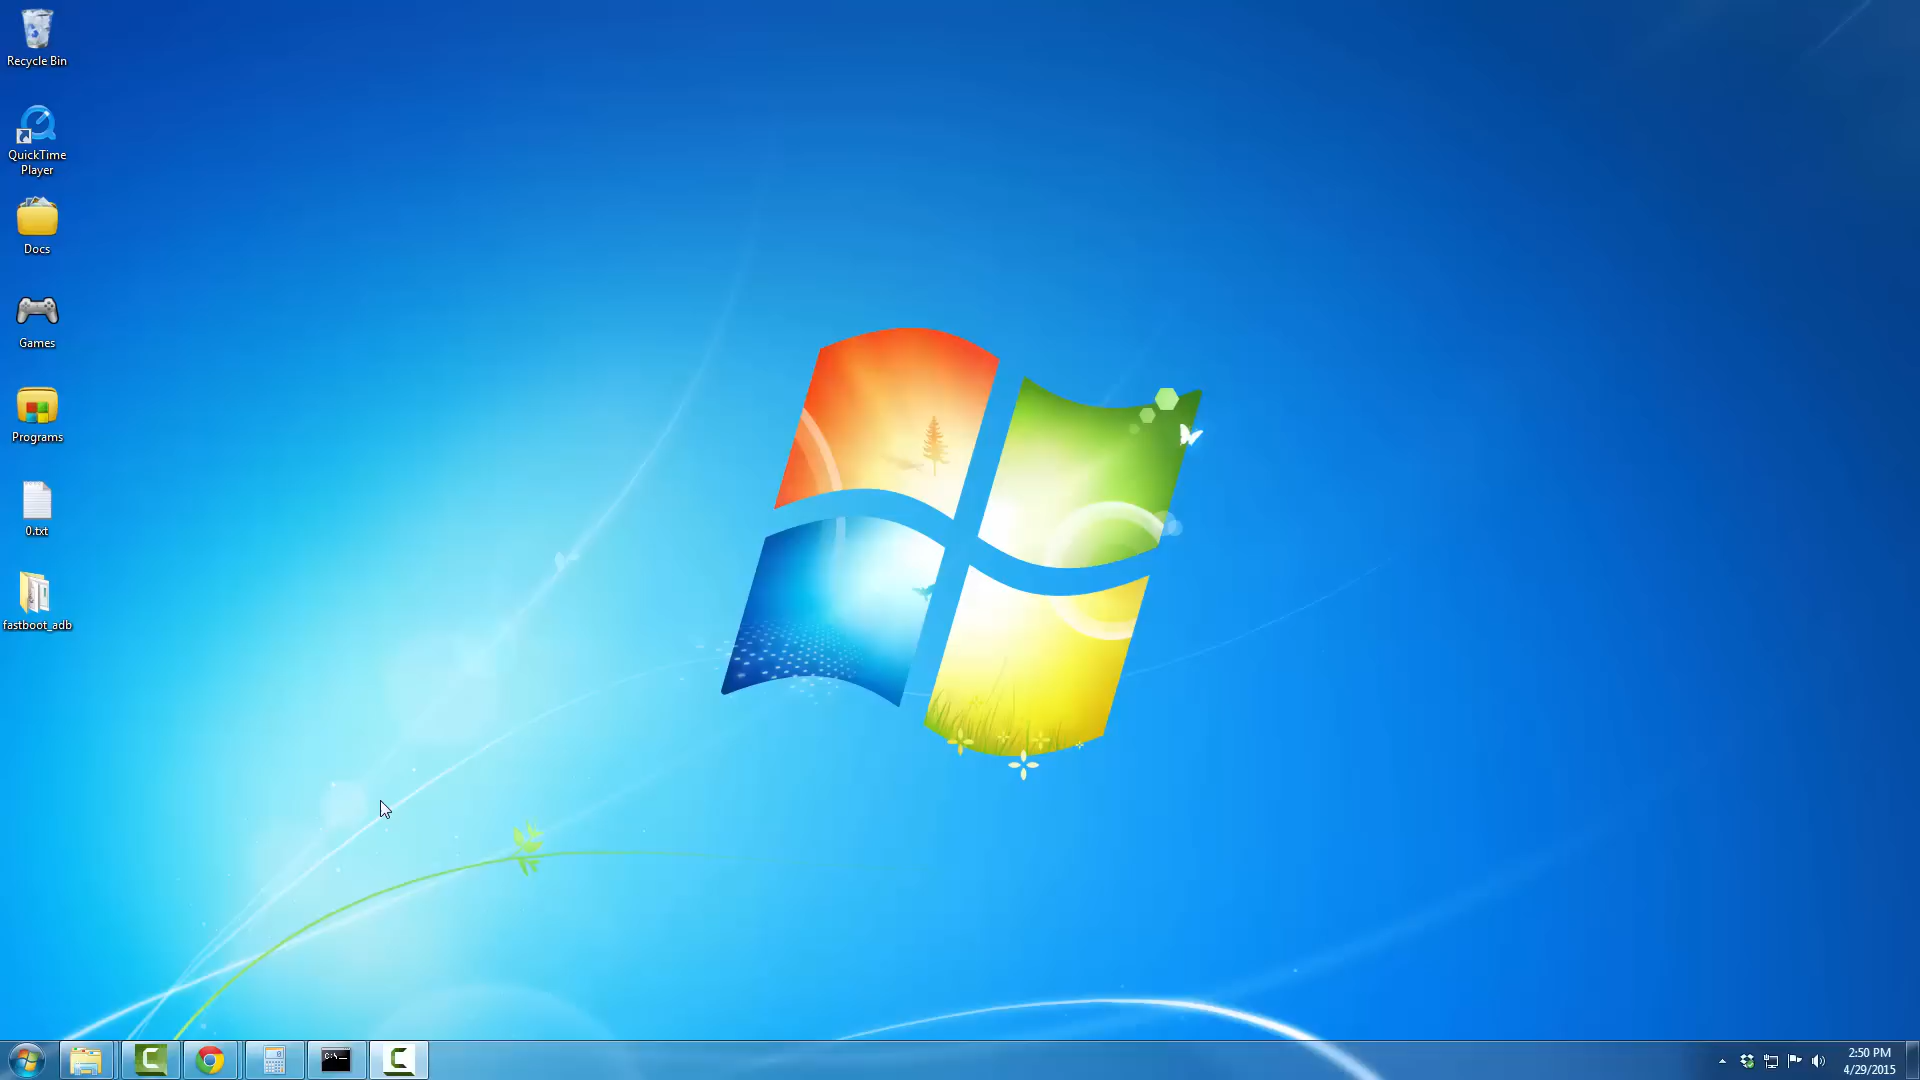 Recycle Bin
QuickTime
Player
Docs
Games
Programs
0.txt
fastboot_adb
C:\_
2:50 PM
4/29/2015